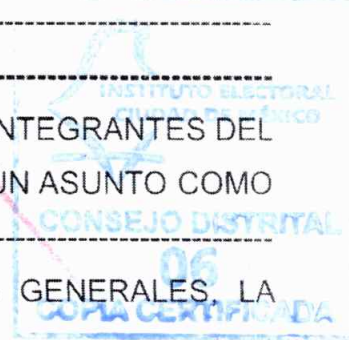 INSTITUTO ELECTORAL
CIUDAD DE MÉXICO
NTEGRANTES DEL
UN ASUNTO COMO
CONSEJO DISTRITAL
06
GENERALES, LA
COPIA CERTIFICADA